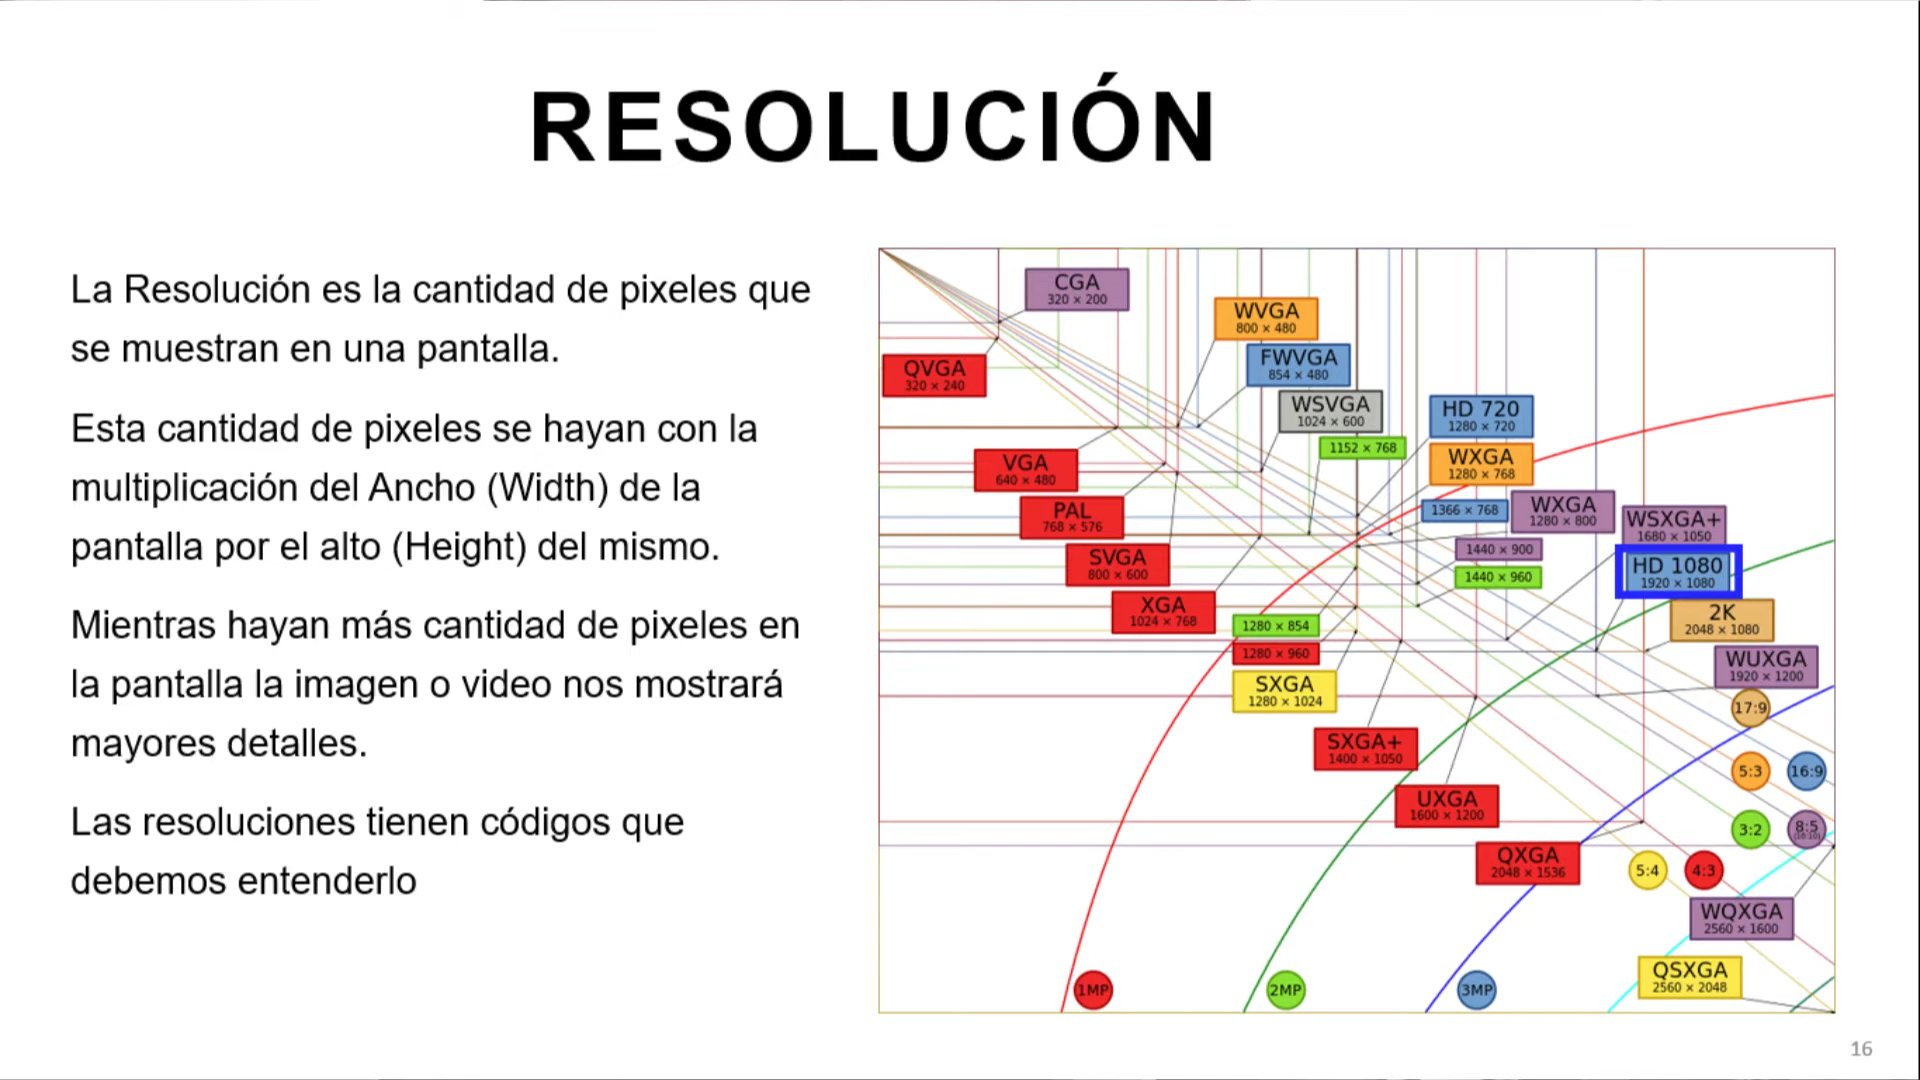 RESOLUCIÓN
La Resolución es la cantidad de pixeles que
se muestran en una pantalla.
Esta cantidad de pixeles se hayan con la
multiplicación del Ancho (Width) de la
pantalla por el alto (Height) del mismo.
Mientras hayan más cantidad de pixeles en
la pantalla la imagen o video nos mostrará
mayores detalles.
Las resoluciones tienen códigos que
debemos entenderlo
CGA
320 × 200
WVGA
800 × 480
QVGA
320 × 240
FWVGA
854 × 480
WSVGA
1024 × 600
HD 720
1280 × 720
1152 × 768
VGA
640 × 480
WXGA
1280 × 768
PAL
768 × 576
1366 × 768
WXGA
1280 × 800
WSXGA+
1680 × 1050
SVGA
800 × 600
1440 × 900
1440 × 960
HD 1080
1920 × 1080
XGA
1024 × 768
1280 × 854
2K
2048 × 1080
1280 × 960
WUXGA
1920 × 1200
SXGA
1280 × 1024
17:9
SXGA+
1400 × 1050
5:3
16:9
UXGA
1600 × 1200
3:2
8:5
(16:10)
QXGA
2048 × 1536
5:4
4:3
WQXGA
2560 × 1600
QSXGA
2560 × 2048
1MP
2MP
3MP
16